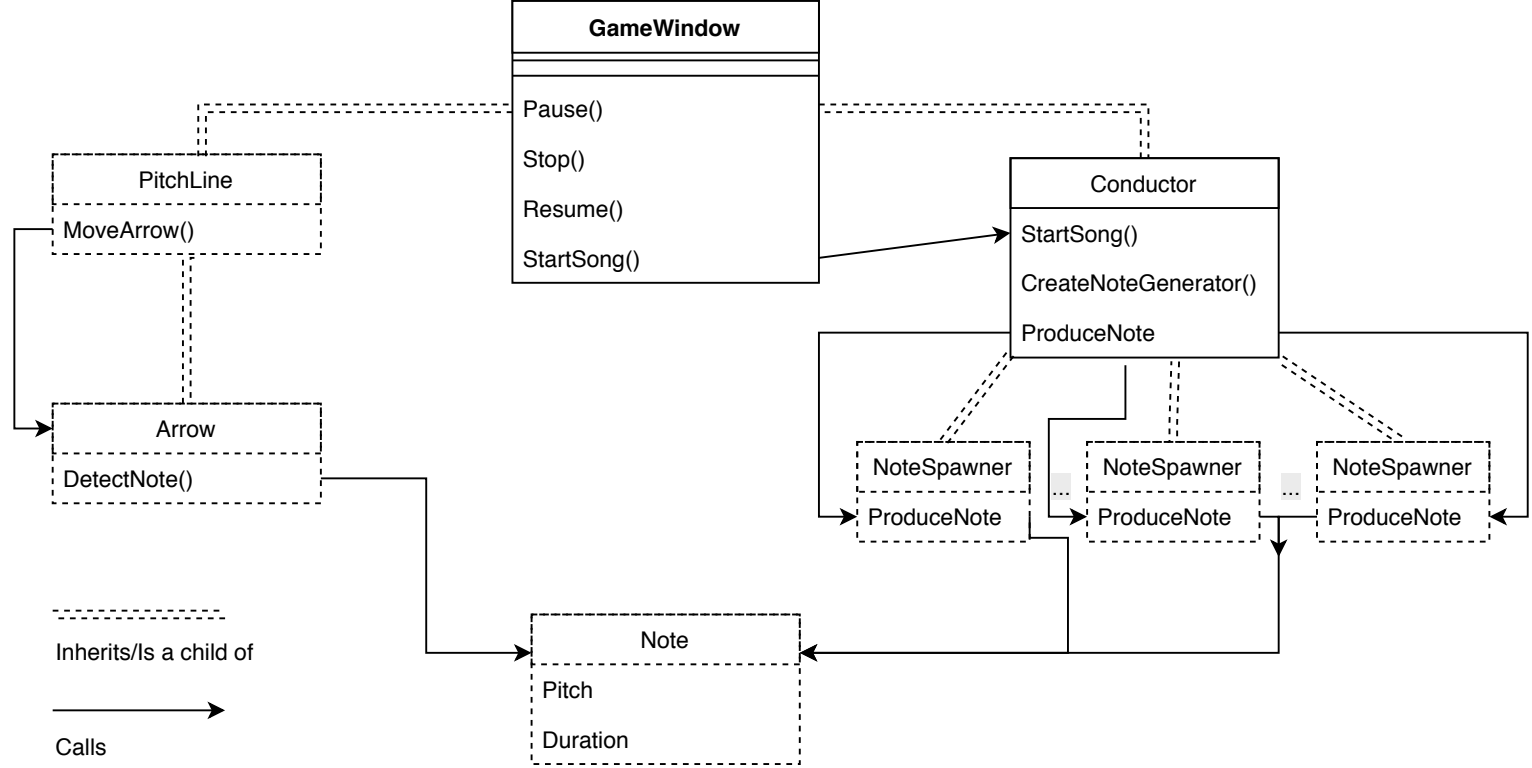 GameWindow
Pause()
Stop()
Resume()
StartSong()
PitchLine
MoveArrow()
Conductor
StartSong()
CreateNoteGenerator()
ProduceNote
Arrow
DetectNote()
NoteSpawner
ProduceNote
...
NoteSpawner
ProduceNote
...
NoteSpawner
ProduceNote
Note
Pitch
Duration
Inherits/Is a child of
Calls